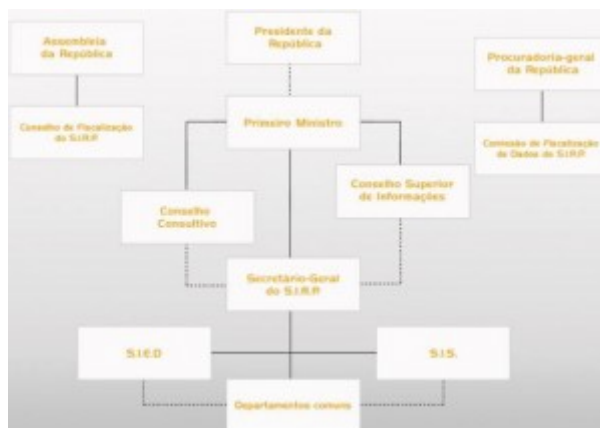 Assembleia
da República
Presidente da
República
Procuradoria-geral
da República
Conselho de Fiscalização
do S.I.R.P.
Primeiro Ministro
Comissão de Fiscalização
de Dados do S.I.R.P.
Conselho
Consultivo
Conselho Superior
de Informações
Secretário-Geral
do S.I.R.P.
S.I.E.D
S.I.S.
Departamentos comuns